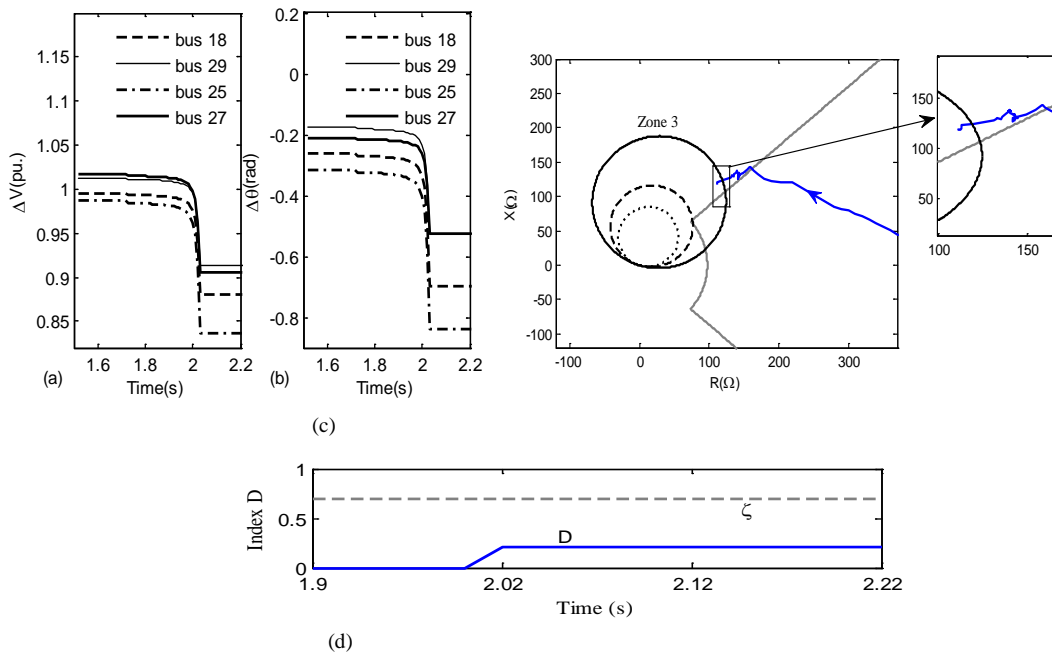 1.15
1.1
1.05
1
0.95
0.9
0.85
ΔV(pu.)
bus 18
bus 29
bus 25
bus 27
1.6
1.8
2
2.2
Time(s)
(a)
0.2
0
-0.2
-0.4
-0.6
-0.8
Δθ(rad)
bus 18
bus 29
bus 25
bus 27
1.6
1.8
2
2.2
Time(s)
(b)
300
250
200
150
100
50
0
-50
-100
X(Ω)
Zone 3
-100
0
100
200
300
R(Ω)
150
100
50
100
150
(c)
1
0.5
0
Index D
ζ
D
1.9
2.02
2.12
2.22
Time (s)
(d)